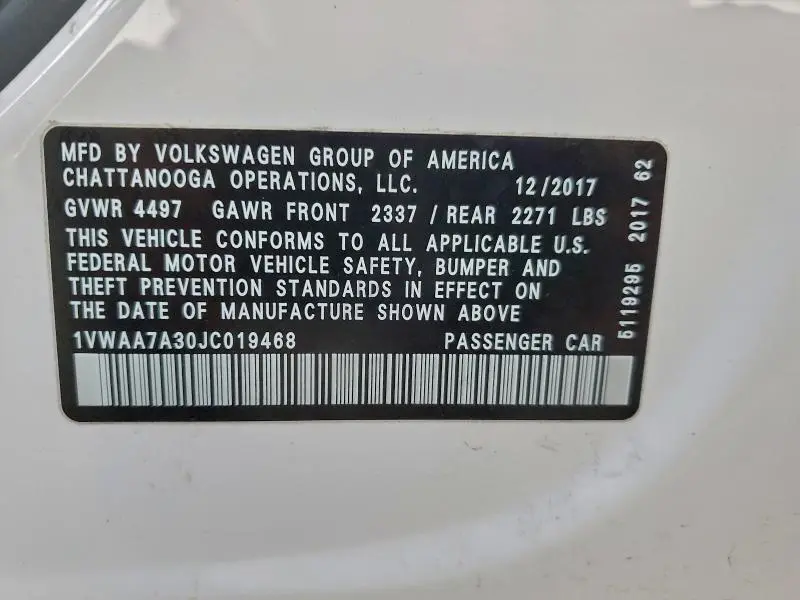 MFD BY VOLKSWAGEN GROUP OF AMERICA
CHATTANOOGA OPERATIONS, LLC. 12/2017
GVWR 4497 GAWR FRONT 2337 / REAR 2271 LBS
THIS VEHICLE CONFORMS TO ALL APPLICABLE U.S.
FEDERAL MOTOR VEHICLE SAFETY, BUMPER AND
THEFT PREVENTION STANDARDS IN EFFECT ON
THE DATE OF MANUFACTURE SHOWN ABOVE
1VWAA7A30JC019468 PASSENGER CAR
5119295 2017 62